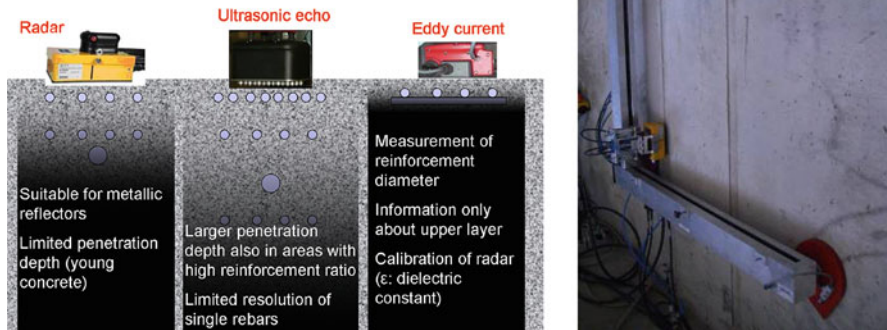 Radar
Ultrasonic echo
Eddy current
Suitable for metallic
reflectors
Limited penetration
depth (young
concrete)
Larger penetration
depth also in areas with
high reinforcement ratio
Limited resolution of
single rebars
Measurement of
reinforcement
diameter
Information only
about upper layer
Calibration of radar
(ε: dielectric
constant)